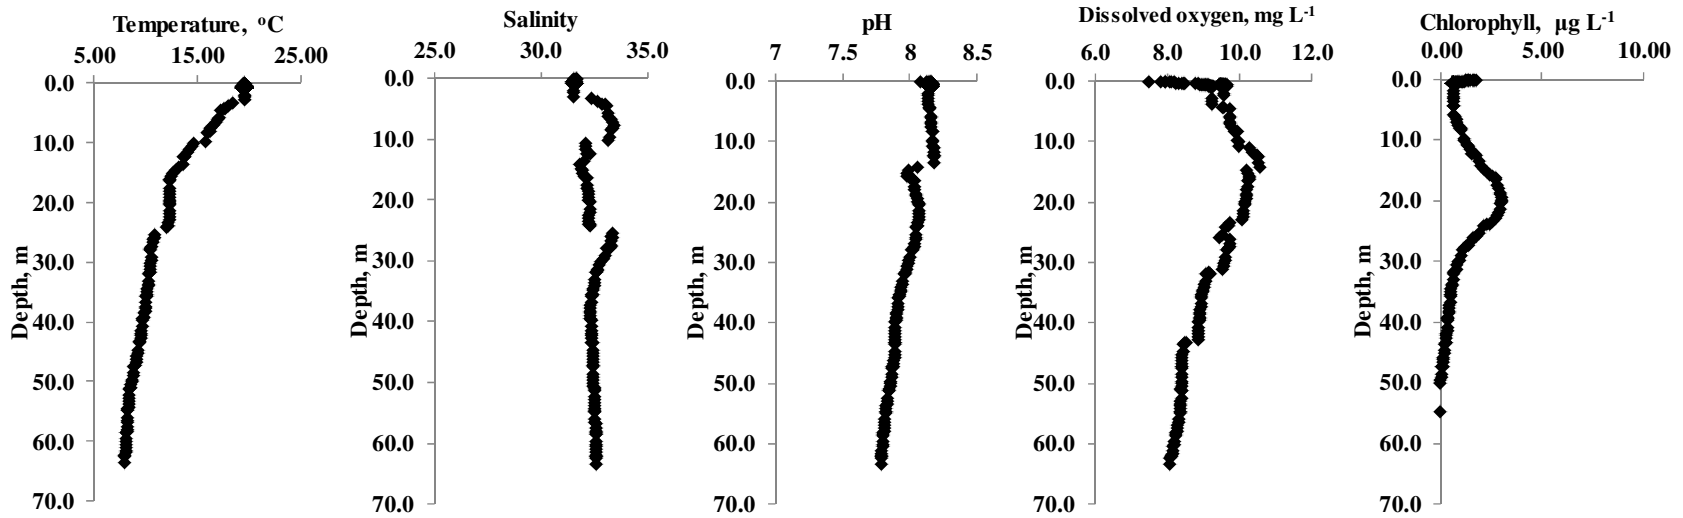 Temperature, °C
5.00 15.00 25.00
0.0
10.0
20.0
30.0
40.0
50.0
60.0
70.0
Depth, m
Salinity
25.0 30.0 35.0
0.0
10.0
20.0
30.0
40.0
50.0
60.0
70.0
Depth, m
pH
7 7.5 8 8.5
0.0
10.0
20.0
30.0
40.0
50.0
60.0
70.0
Depth, m
Dissolved oxygen, mg L-1
6.0 8.0 10.0 12.0
0.0
10.0
20.0
30.0
40.0
50.0
60.0
70.0
Depth, m
Chlorophyll, µg L-1
0.00 5.00 10.00
0.0
10.0
20.0
30.0
40.0
50.0
60.0
70.0
Depth, m